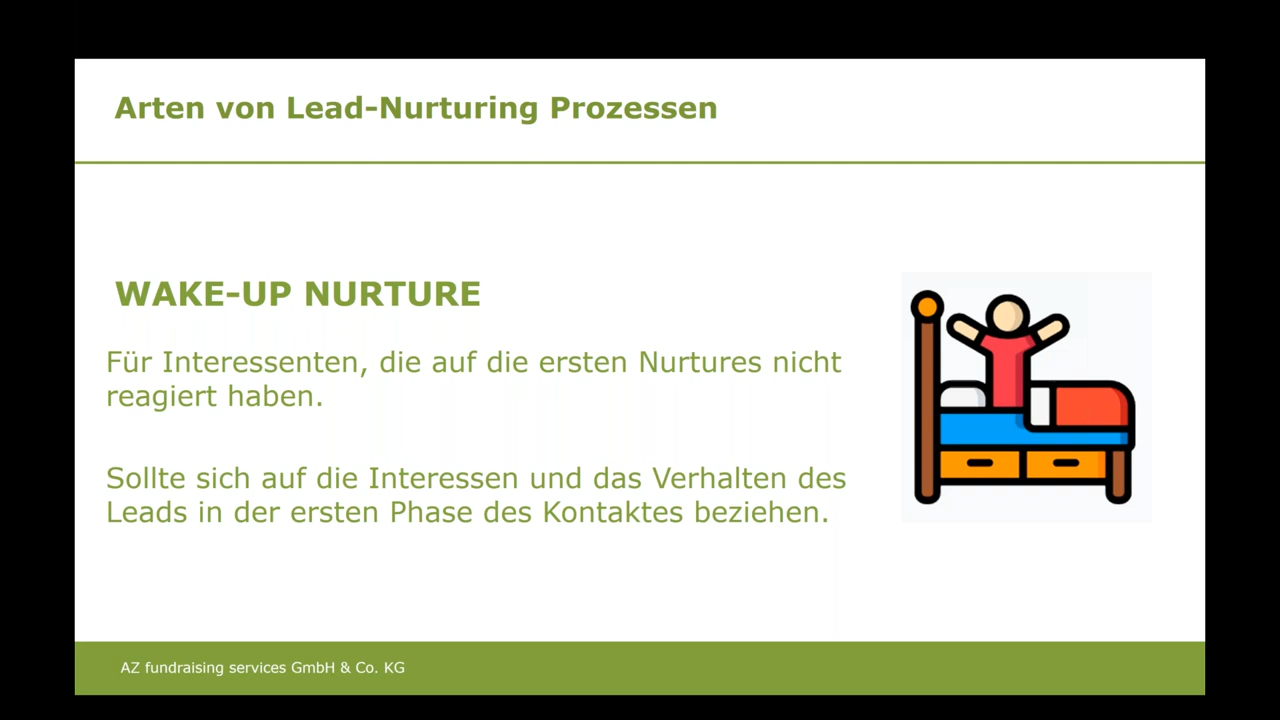 Arten von Lead-Nurturing Prozessen
WAKE-UP NURTURE
Für Interessenten, die auf die ersten Nurtures nicht
reagiert haben.
Sollte sich auf die Interessen und das Verhalten des
Leads in der ersten Phase des Kontaktes beziehen.
AZ fundraising services GmbH & Co. KG